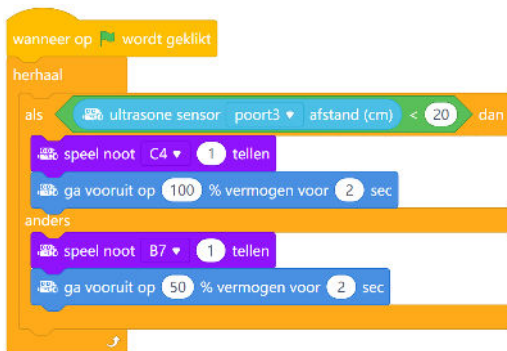 wanneer op wordt geklikt
herhaal
als ultrasone sensor poort3 afstand (cm) < 20 dan
speel noot C4 1 tellen
ga vooruit op 100 % vermogen voor 2 sec
anders
speel noot B7 1 tellen
ga vooruit op 50 % vermogen voor 2 sec